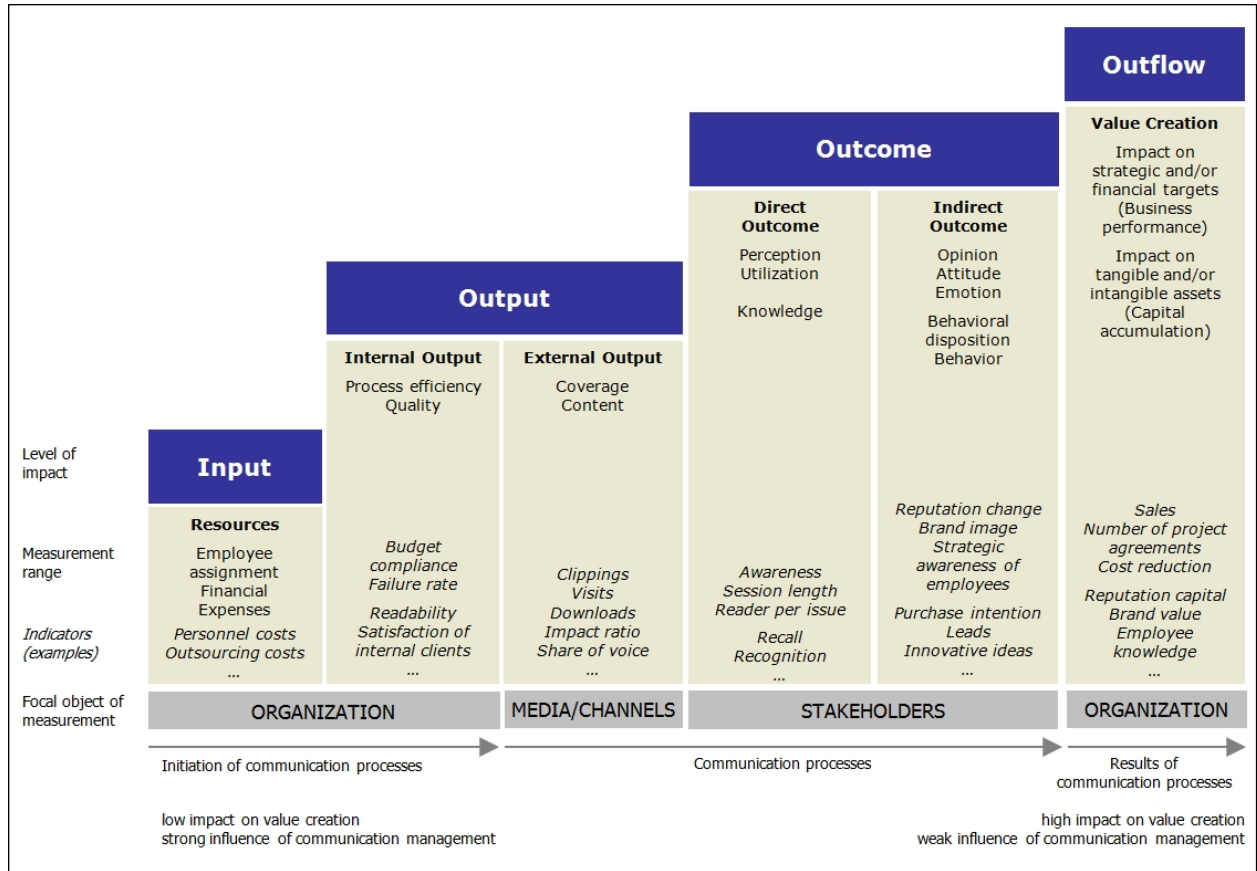 Outflow
Value Creation
Impact on
strategic and/or
financial targets
(Business
performance)
Impact on
tangible and/or
intangible assets
(Capital
accumulation)
Sales
Number of project
agreements
Cost reduction
Reputation capital
Brand value
Employee
knowledge
...
Outcome
Direct
Outcome
Perception
Utilization
Knowledge
Awareness
Session length
Reader per issue
Recall
Recognition
...
Indirect
Outcome
Opinion
Attitude
Emotion
Behavioral
disposition
Behavior
Reputation change
Brand image
Strategic
awareness of
employees
Purchase intention
Leads
Innovative ideas
...
Output
Internal Output
Process efficiency
Quality
Budget
compliance
Failure rate
Readability
Satisfaction of
internal clients
...
External Output
Coverage
Content
Clippings
Visits
Downloads
Impact ratio
Share of voice
...
Input
Resources
Employee
assignment
Financial
Expenses
Personnel costs
Outsourcing costs
...
Level of
impact
Measurement
range
Indicators
(examples)
Focal object of
measurement
ORGANIZATION
MEDIA/CHANNELS
STAKEHOLDERS
ORGANIZATION
Initiation of communication processes
Communication processes
Results of
communication processes
low impact on value creation
strong influence of communication management
high impact on value creation
weak influence of communication management